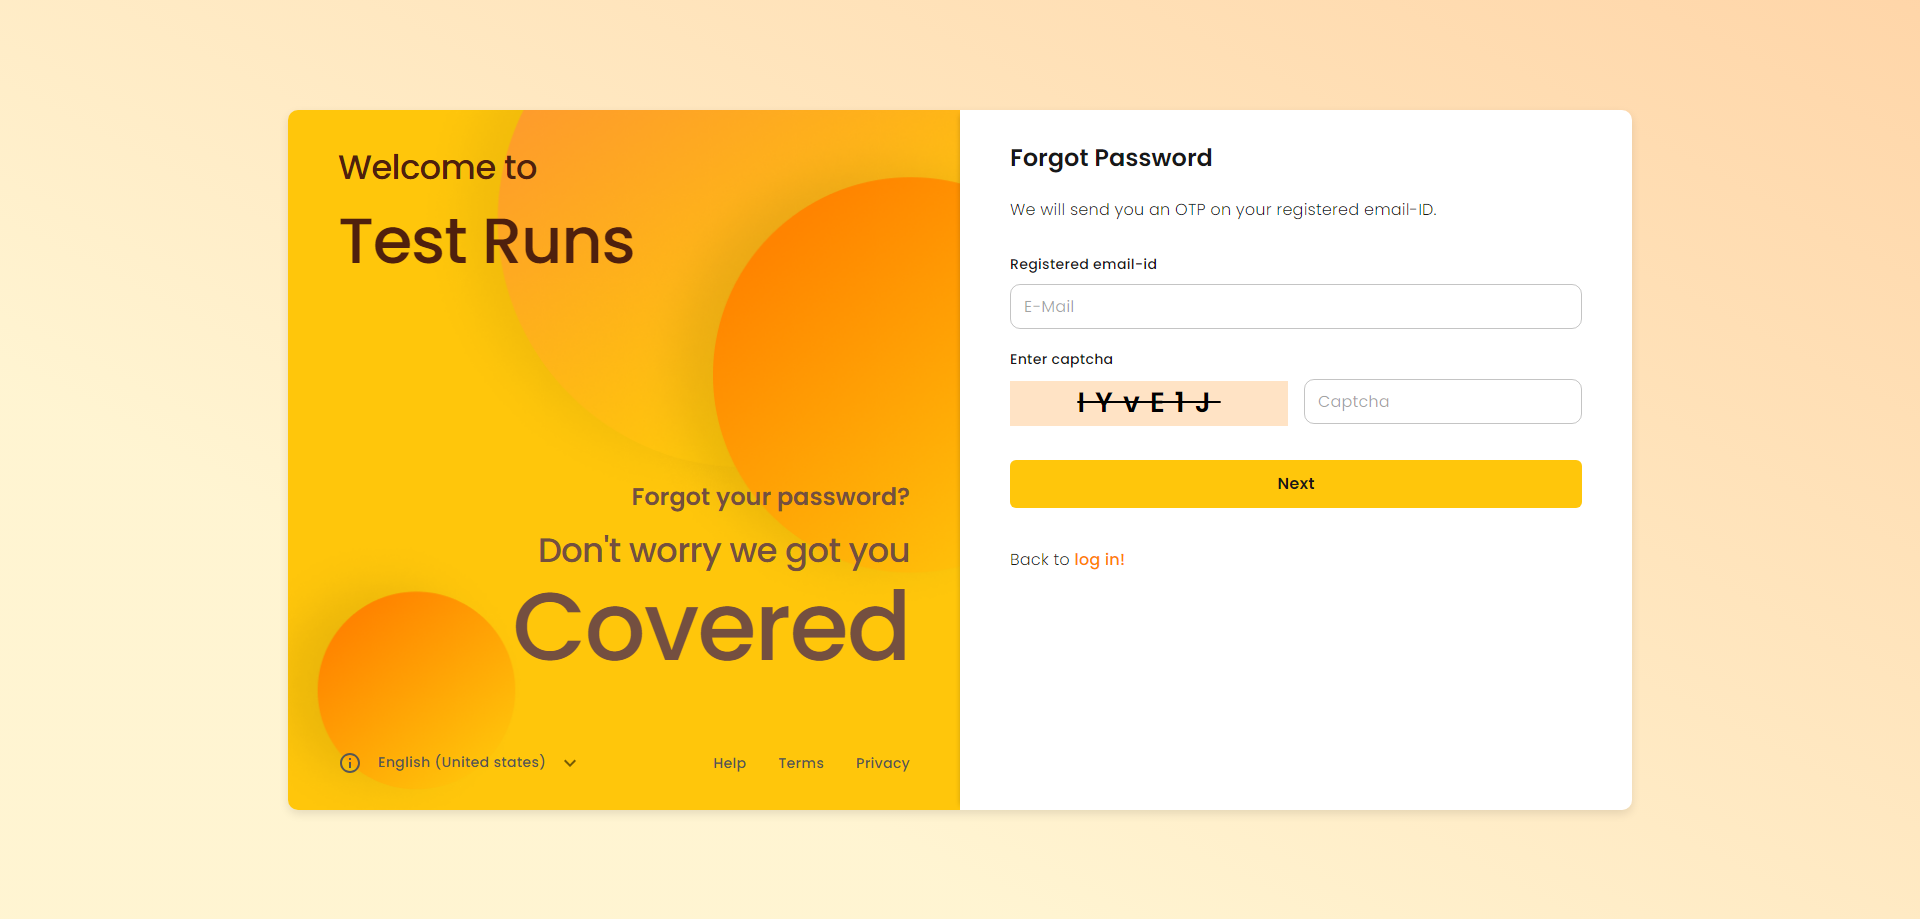 Welcome to
Test Runs
Forgot your password?
Don't worry we got you
Covered
English (United states)
Help Terms Privacy
Forgot Password
We will send you an OTP on your registered email-ID.
Registered email-id
E-Mail
Enter captcha
IYvE1J
Captcha
Next
Back to log in!